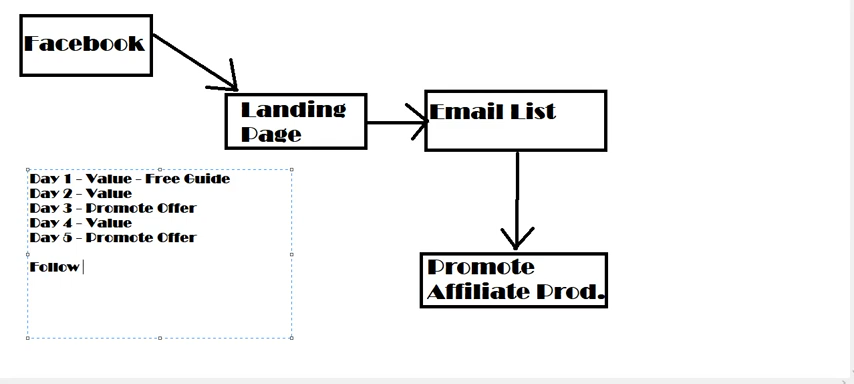 Facebook
Landing
Page
Email List
Day 1 - Value - Free Guide
Day 2 - Value
Day 3 - Promote Offer
Day 4 - Value
Day 5 - Promote Offer
Follow
Promote
Affiliate Prod.